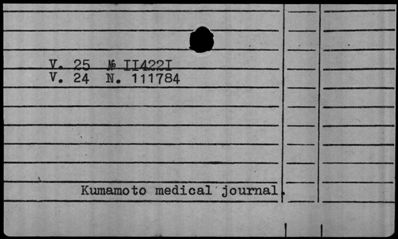 V. 25 № II422I
V. 24 N. 111784
Kumamoto medical journal.